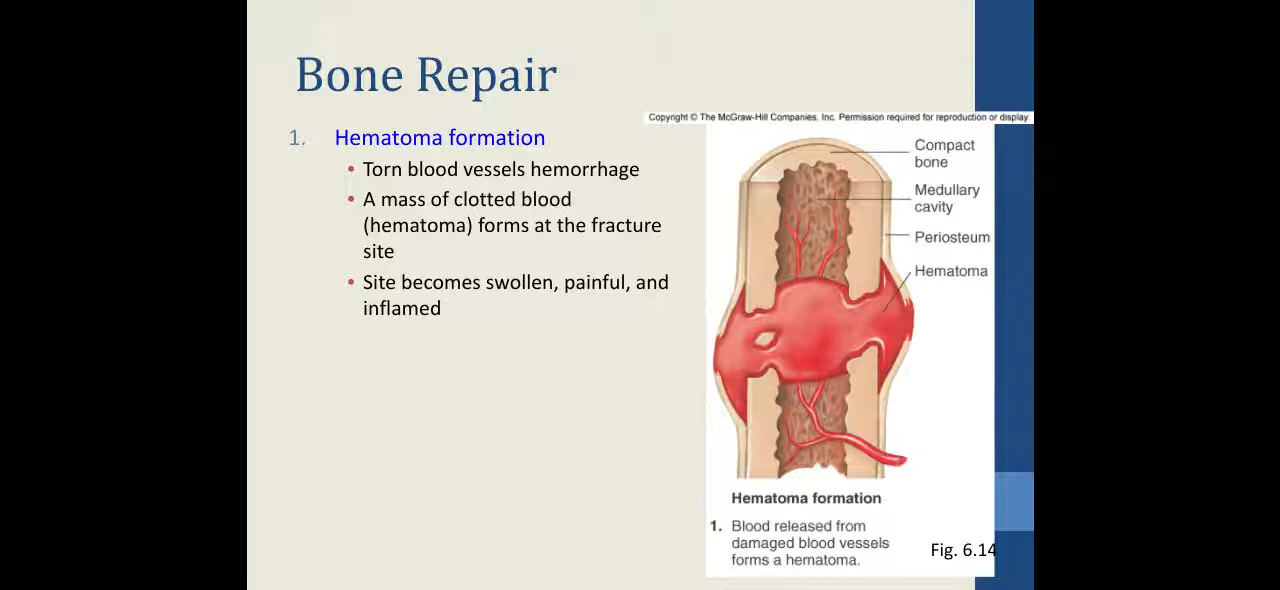 Bone Repair
Copyright © The McGraw-Hill Companies, Inc. Permission required for reproduction or display.
1. Hematoma formation
• Torn blood vessels hemorrhage
• A mass of clotted blood
(hematoma) forms at the fracture
site
• Site becomes swollen, painful, and
inflamed
Compact
bone
Medullary
cavity
Periosteum
Hematoma
Hematoma formation
1. Blood released from
damaged blood vessels
forms a hematoma.
Fig. 6.14